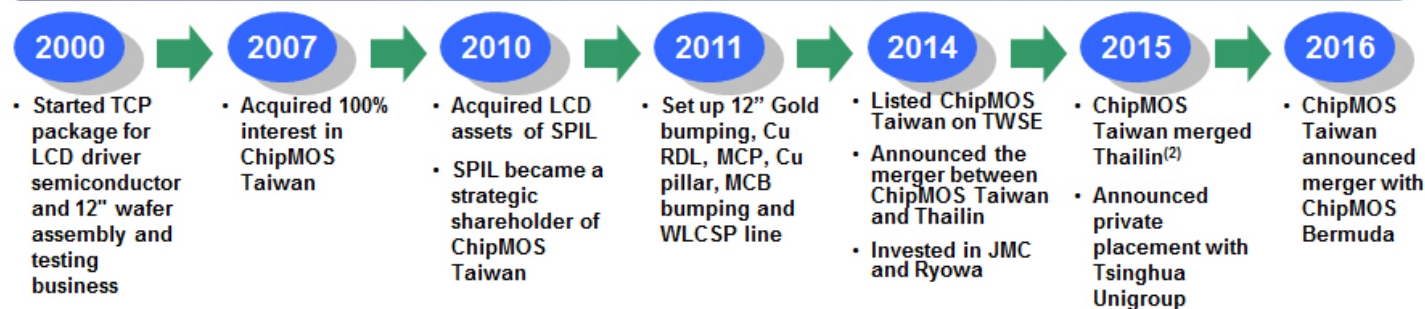 2000
• Started TCP
package for
LCD driver
semiconductor
and 12" wafer
assembly and
testing
business
2007
• Acquired 100%
interest in
ChipMOS
Taiwan
2010
• Acquired LCD
assets of SPIL
• SPIL became a
strategic
shareholder of
ChipMOS
Taiwan
2011
• Set up 12” Gold
bumping, Cu
RDL, MCP, Cu
pillar, MCB
bumping and
WLCSP line
2014
• Listed ChipMOS
Taiwan on TWSE
• Announced the
merger between
ChipMOS Taiwan
and Thailin
• Invested in JMC
and Ryowa
2015
• ChipMOS
Taiwan merged
Thailin(2)
• Announced
private
placement with
Tsinghua
Unigroup
2016
• ChipMOS
Taiwan
announced
merger with
ChipMOS
Bermuda